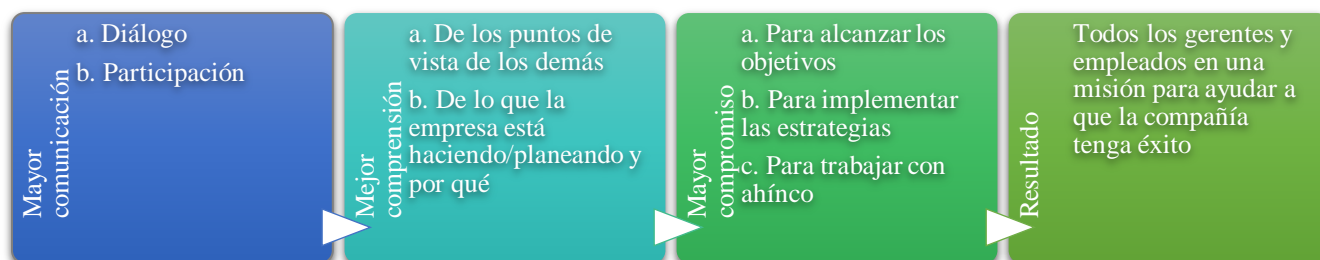 Mayor
comunicación
a. Diálogo
b. Participación
Mejor
comprensión
a. De los puntos de
vista de los demás
b. De lo que la
empresa está
haciendo/planeando y
por qué
Mayor
compromiso
a. Para alcanzar los
objetivos
b. Para implementar
las estrategias
c. Para trabajar con
ahínco
Resultado
Todos los gerentes y
empleados en una
misión para ayudar a
que la compañía
tenga éxito